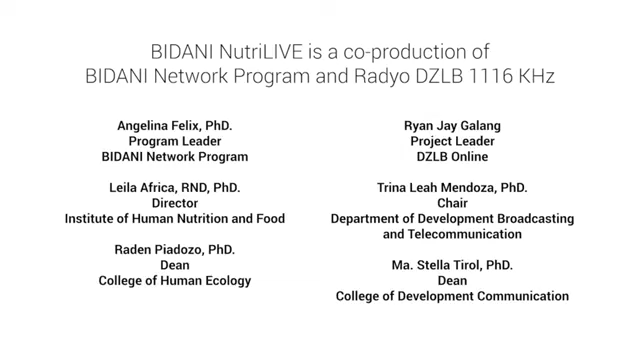 BIDANI NutriLIVE is a co-production of
BIDANI Network Program and Radyo DZLB 1116 KHz
Angelina Felix, PhD.
Program Leader
BIDANI Network Program
Leila Africa, RND, PhD.
Director
Institute of Human Nutrition and Food
Raden Piadozo, PhD.
Dean
College of Human Ecology
Ryan Jay Galang
Project Leader
DZLB Online
Trina Leah Mendoza, PhD.
Chair
Department of Development Broadcasting
and Telecommunication
Ma. Stella Tirol, PhD.
Dean
College of Development Communication